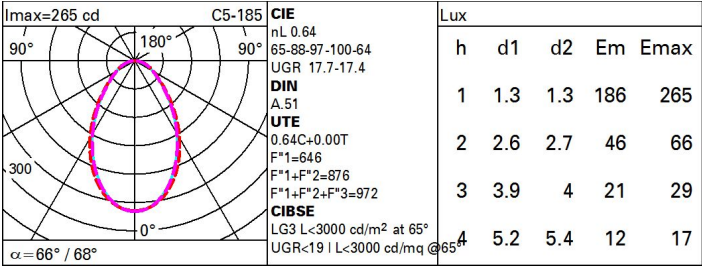 Imax=265 cd C5-185
90° 180° 90°
300
0°
α=66° / 68°
CIE
nL 0.64
65-88-97-100-64
UGR 17.7-17.4
DIN
A.51
UTE
0.64C+0.00T
F"1=646
F"1+F"2=876
F"1+F"2+F"3=972
CIBSE
LG3 L<3000 cd/m² at 65°
UGR<19 | L<3000 cd/mq @65°
Lux
h d1 d2 Em Emax
1 1.3 1.3 186 265
2 2.6 2.7 46 66
3 3.9 4 21 29
4 5.2 5.4 12 17